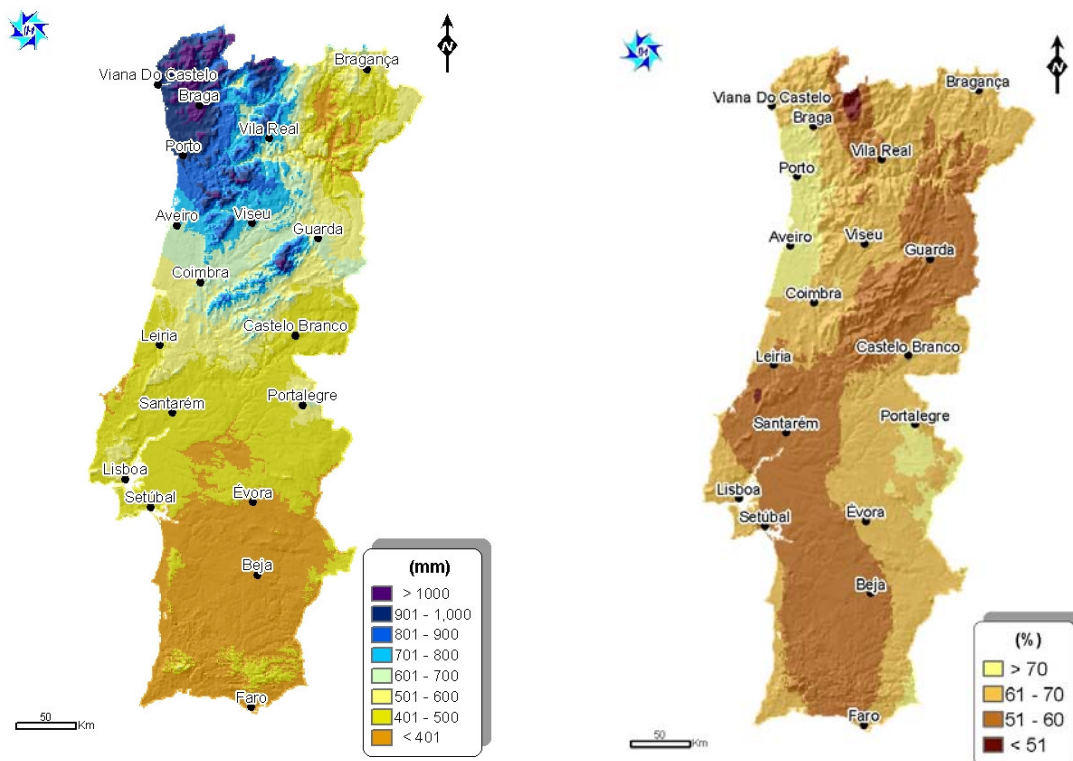 IM
N
Bragança
Viana Do Castelo
Braga
Vila Real
Porto
Aveiro
Viseu
Guarda
Coimbra
Castelo Branco
Leiria
Portalegre
Santarém
Lisboa
Setúbal
Évora
Beja
Faro
50
Km
(mm)
> 1000
901 - 1,000
801 - 900
701 - 800
601 - 700
501 - 600
401 - 500
< 401
IM
N
Bragança
Viana Do Castelo
Braga
Vila Real
Porto
Aveiro
Viseu
Guarda
Coimbra
Castelo Branco
Leiria
Portalegre
Santarém
Lisboa
Évora
Setúbal
Beja
Faro
50
Km
(%)
> 70
61 - 70
51 - 60
< 51